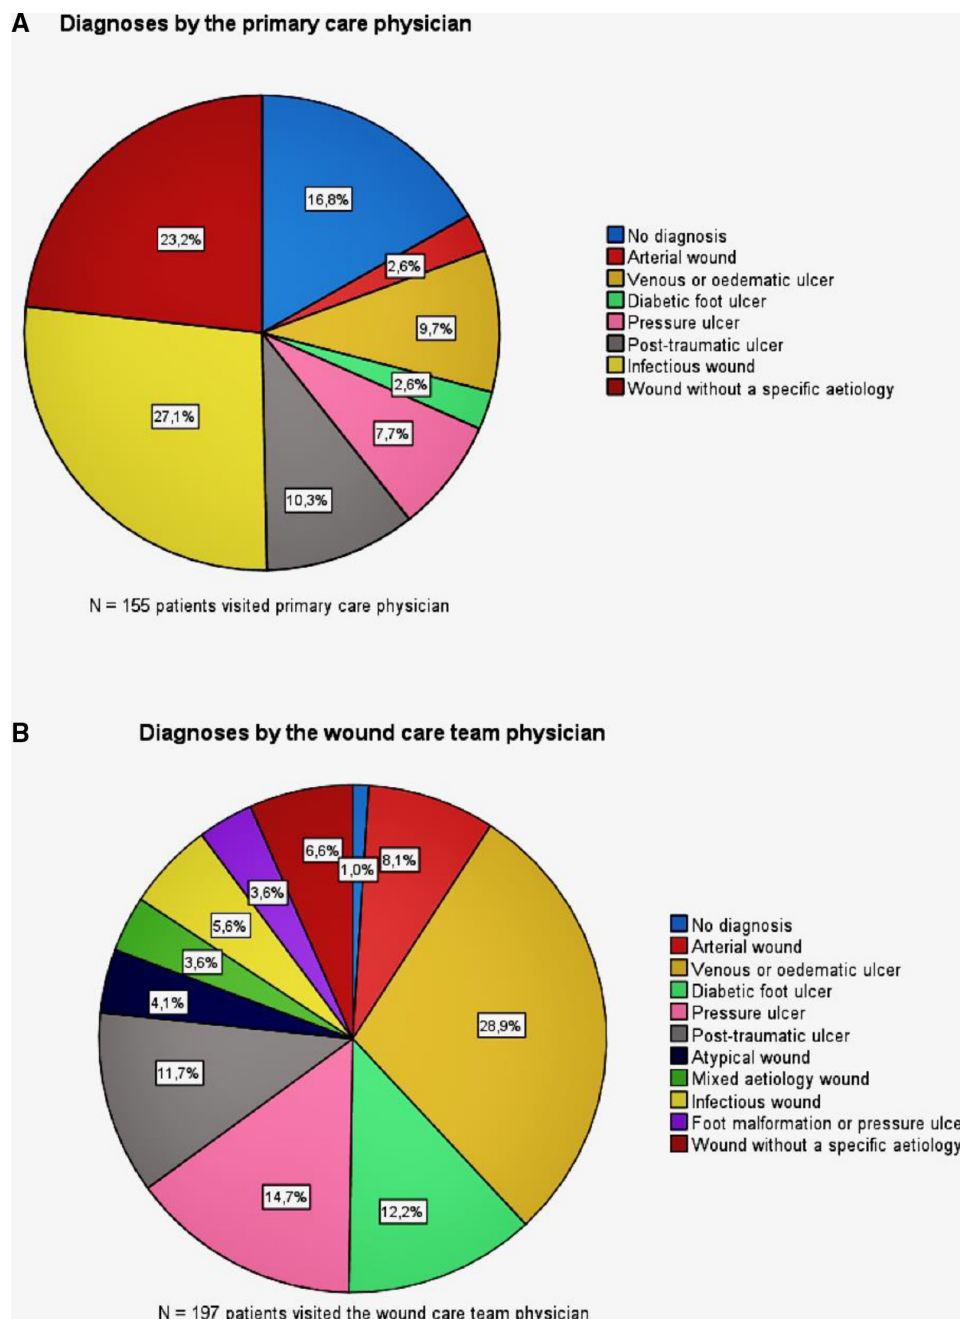 A Diagnoses by the primary care physician
16,8%
23,2%
2,6%
9,7%
2,6%
27,1%
7,7%
10,3%
No diagnosis
Arterial wound
Venous or oedematic ulcer
Diabetic foot ulcer
Pressure ulcer
Post-traumatic ulcer
Infectious wound
Wound without a specific aetiology
N = 155 patients visited primary care physician
B Diagnoses by the wound care team physician
6,6%
1,0%
8,1%
3,6%
5,6%
3,6%
4,1%
28,9%
11,7%
14,7%
12,2%
No diagnosis
Arterial wound
Venous or oedematic ulcer
Diabetic foot ulcer
Pressure ulcer
Post-traumatic ulcer
Atypical wound
Mixed aetiology wound
Infectious wound
Foot malformation or pressure ulce
Wound without a specific aetiology
N = 197 patients visited the wound care team physician